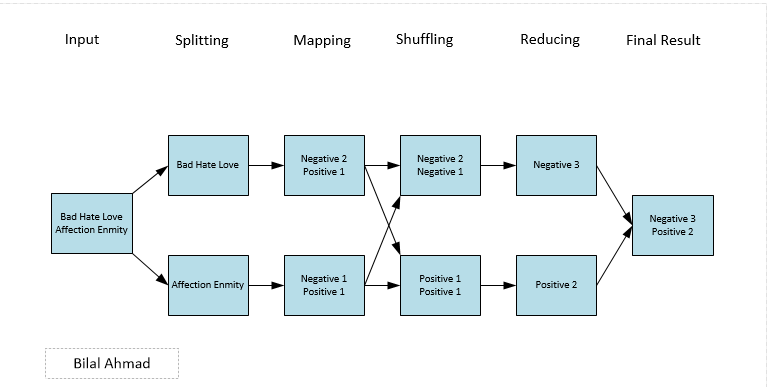 Input
Splitting
Mapping
Shuffling
Reducing
Final Result
Bad Hate Love
Affection Enmity
Bad Hate Love
Affection Enmity
Negative 2
Positive 1
Negative 1
Positive 1
Negative 2
Negative 1
Positive 1
Positive 1
Negative 3
Positive 2
Negative 3
Positive 2
Bilal Ahmad